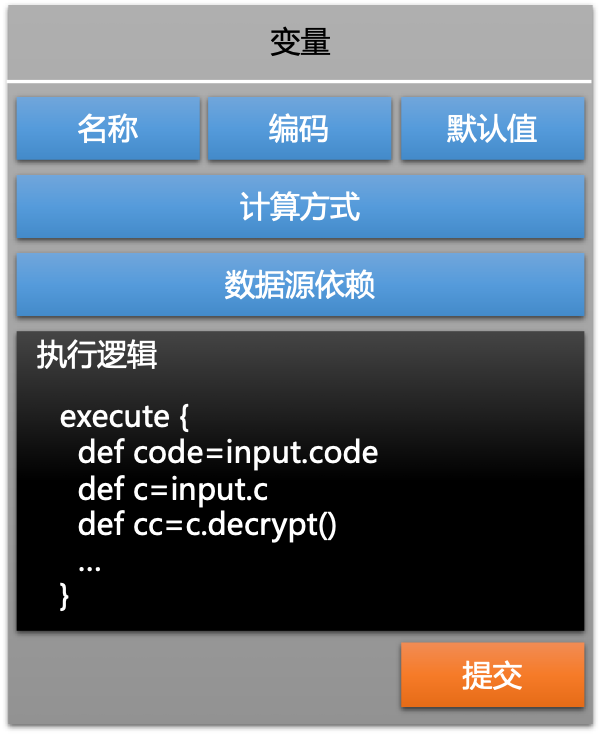 变量
名称 编码 默认值
计算方式
数据源依赖
执行逻辑
execute {
def code=input.code
def c=input.c
def cc=c.decrypt()
...
}
提交